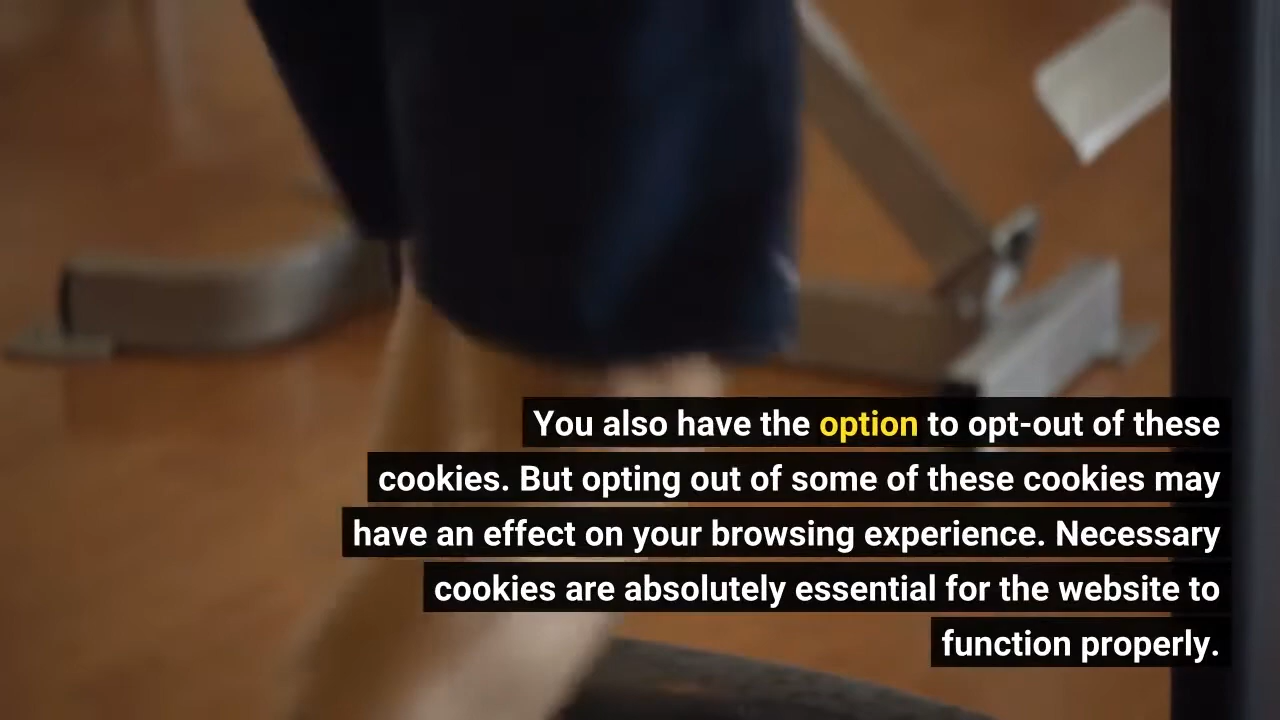 You also have the option to opt-out of these
cookies. But opting out of some of these cookies may
have an effect on your browsing experience. Necessary
cookies are absolutely essential for the website to
function properly.